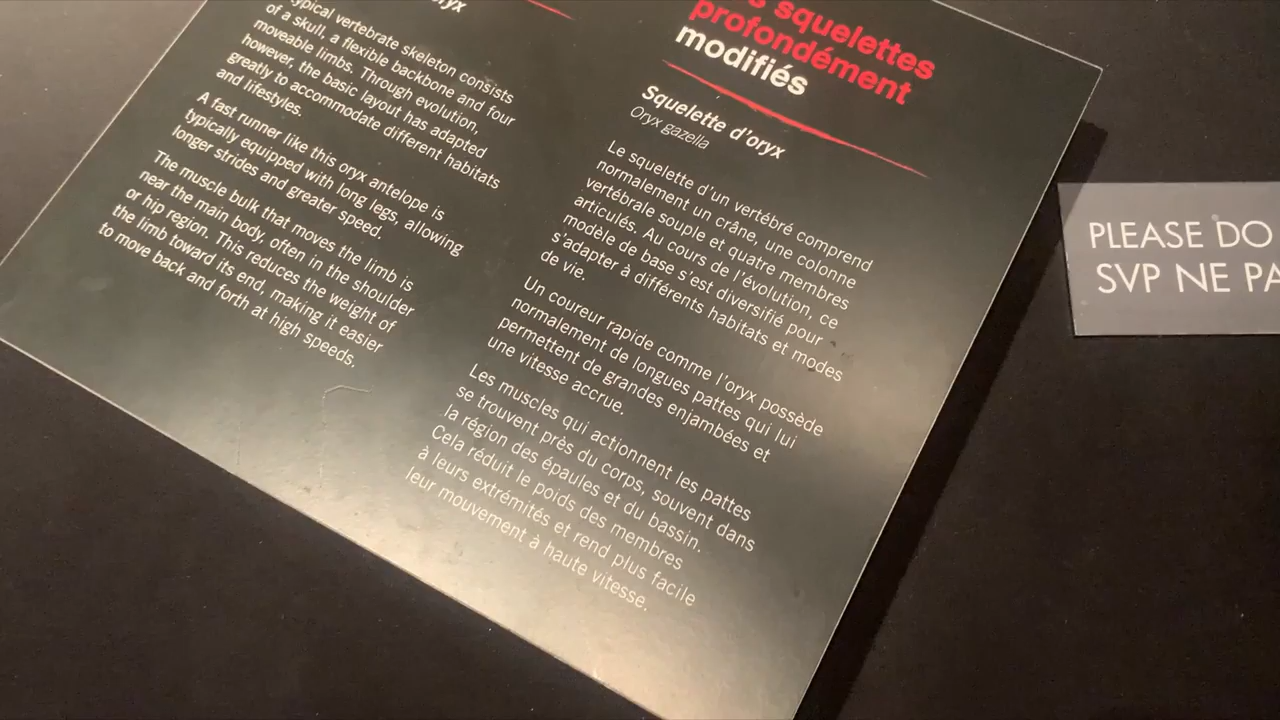 typical vertebrate skeleton consists
of a skull, a flexible backbone and four
moveable limbs. Through evolution,
however, the basic layout has adapted
greatly to accommodate different habitats
and lifestyles.
A fast runner like this oryx antelope is
typically equipped with long legs, allowing
longer strides and greater speed.
The muscle bulk that moves the limb is
near the main body, often in the shoulder
or hip region. This reduces the weight of
the limb toward its end, making it easier
to move back and forth at high speeds.
squelettes
profondément
modifiés
Squelette d'oryx
Oryx gazella
Le squelette d'un vertébré comprend
normalement un crâne, une colonne
vertébrale souple et quatre membres
articulés. Au cours de l'évolution, ce
modèle de base s'est diversifié pour
s'adapter à différents habitats et modes
de vie.
Un coureur rapide comme l'oryx possède
normalement de longues pattes qui lui
permettent de grandes enjambées et
une vitesse accrue.
Les muscles qui actionnent les pattes
se trouvent près du corps, souvent dans
la région des épaules et du bassin.
Cela réduit le poids des membres
à leurs extrémités et rend plus facile
leur mouvement à haute vitesse.
PLEASE DO
SVP NE PA